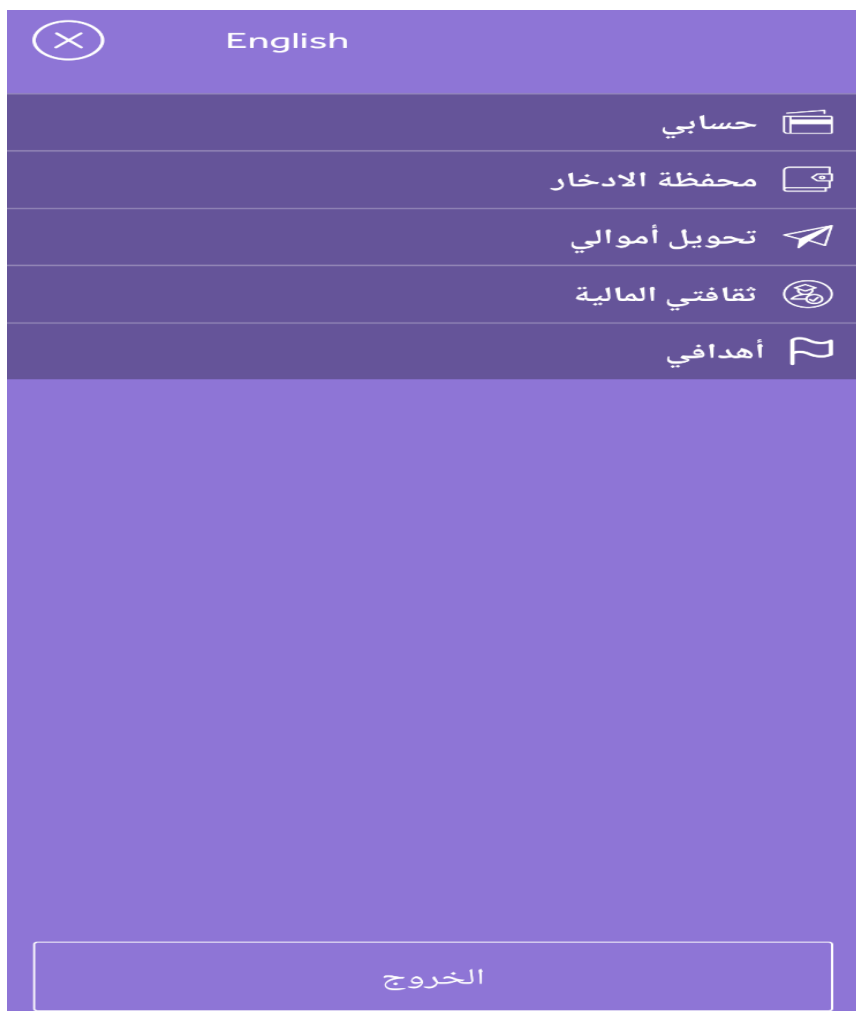 English
حسابي
محفظة الادخار
تحويل أموالي
ثقافتي المالية
أهدافي
الخروج